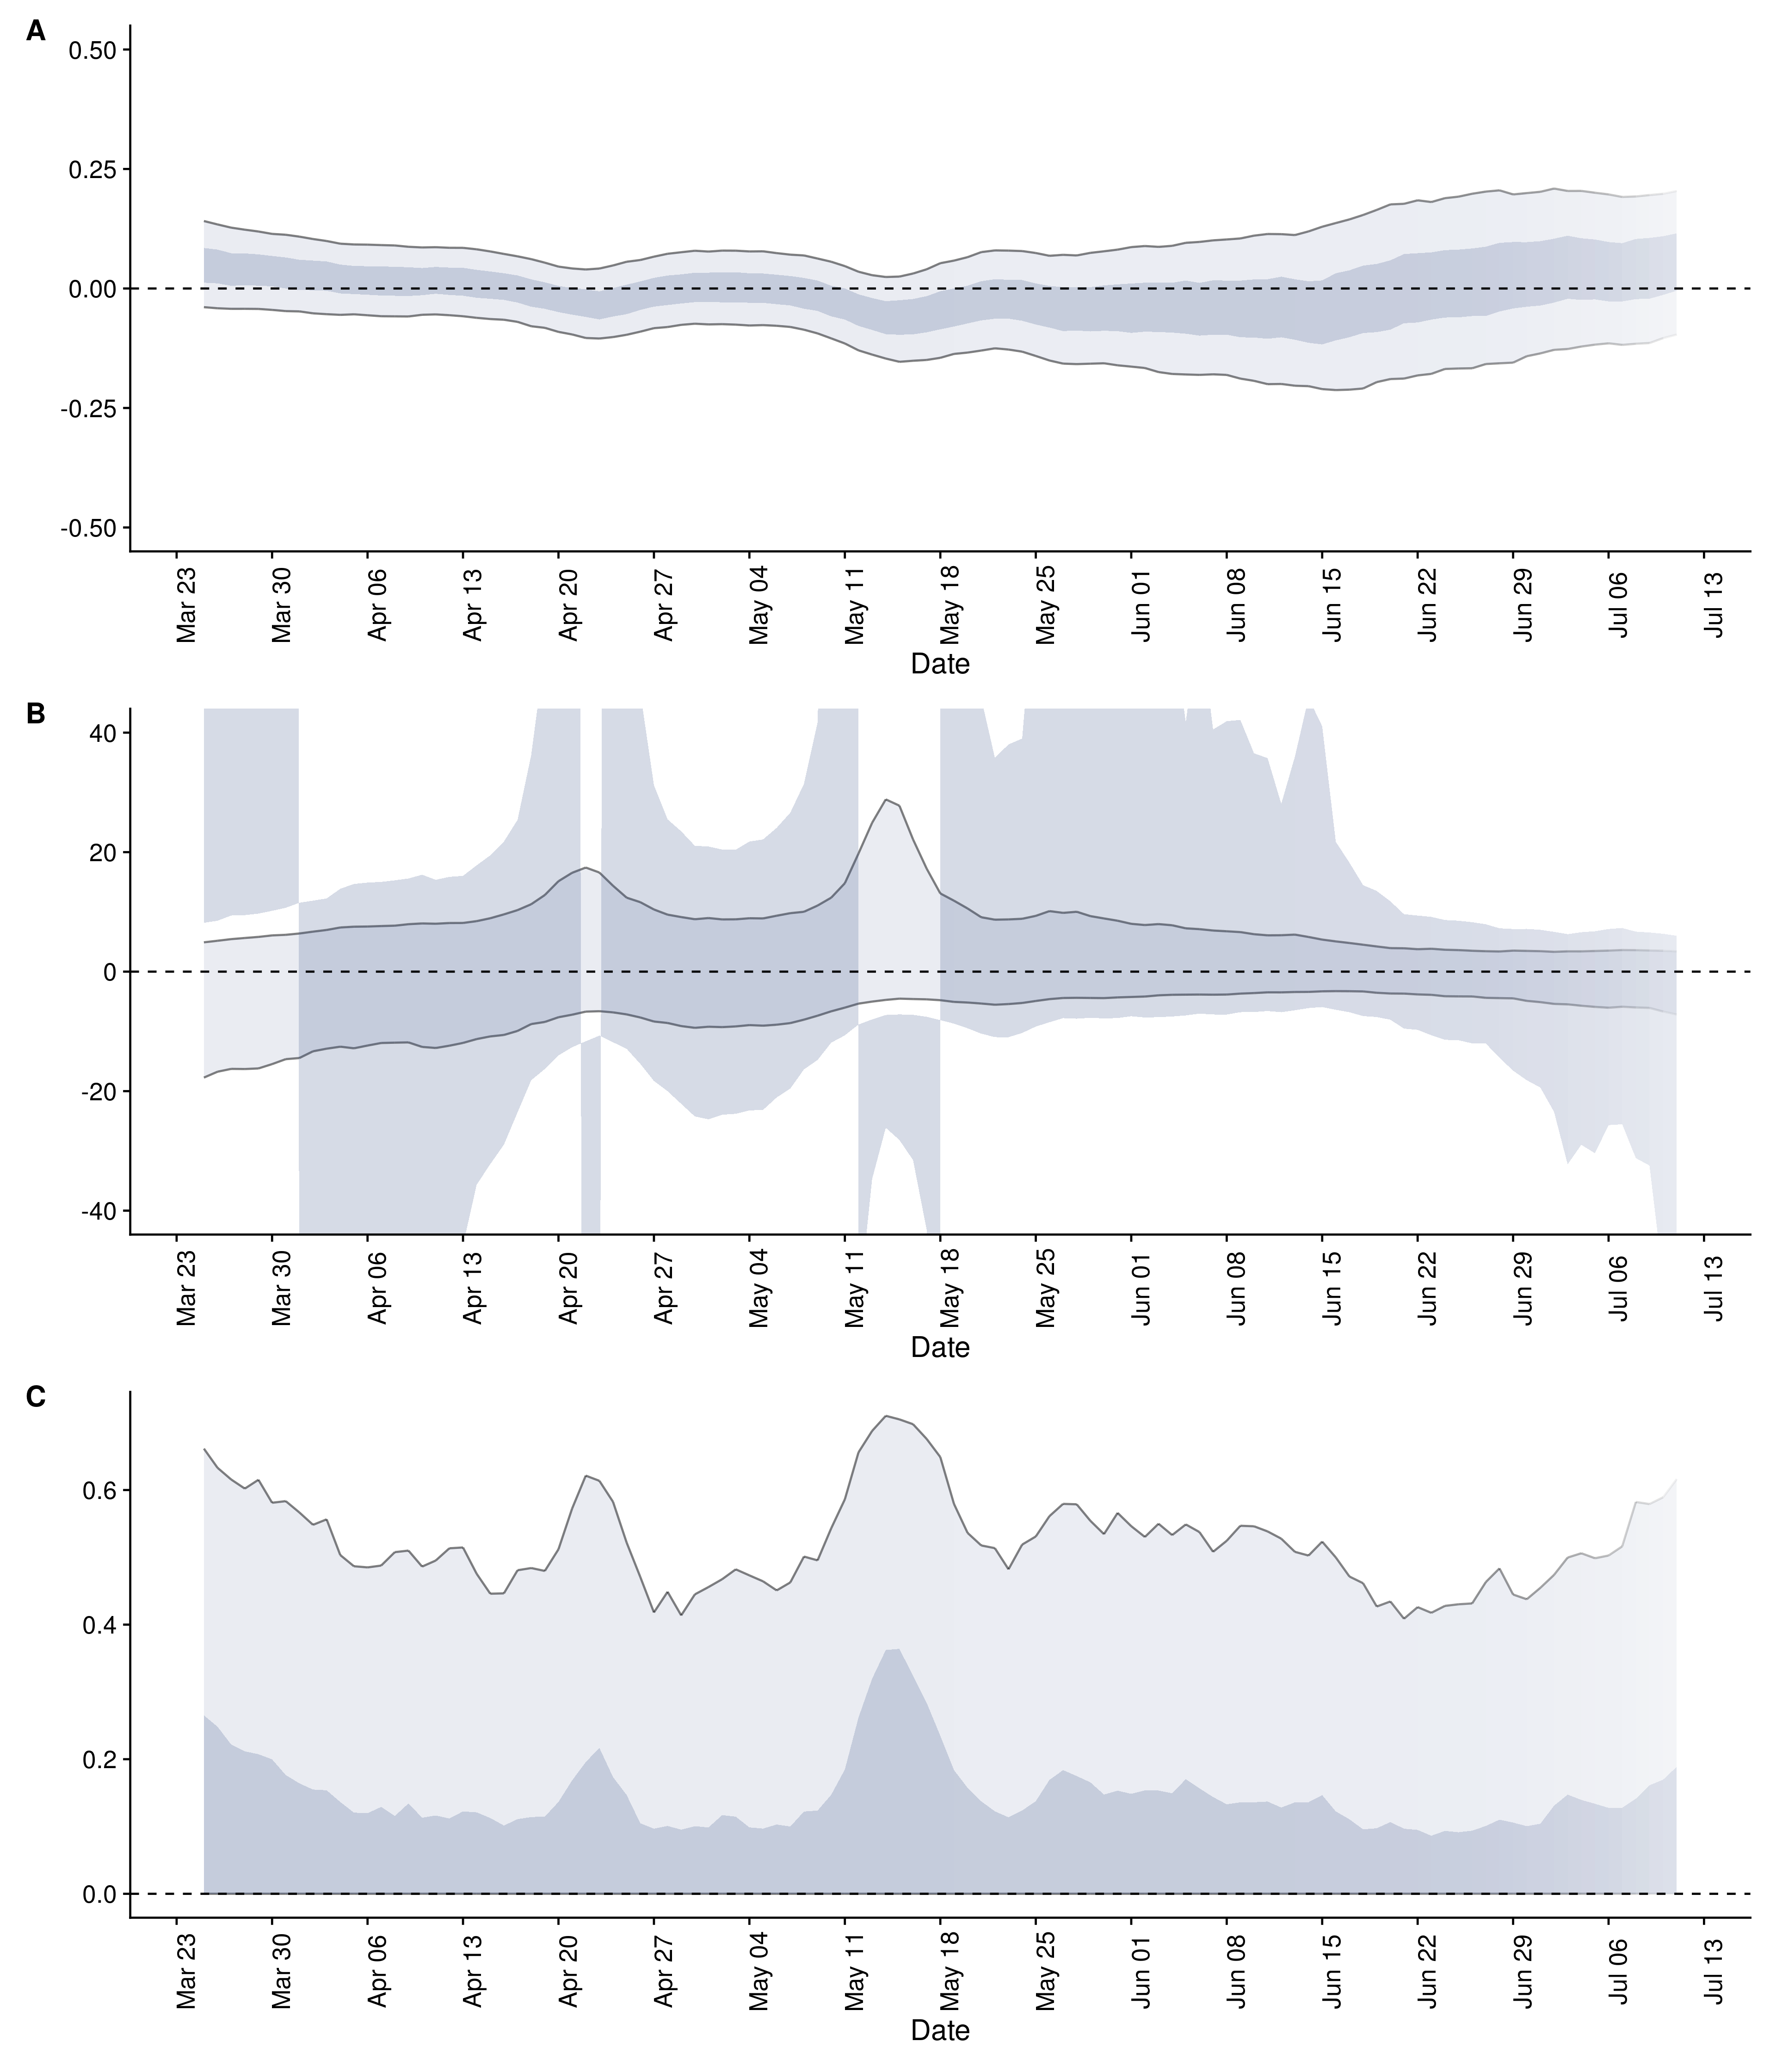 A
0.50
0.25
0.00
-0.25
-0.50
Mar 23
Mar 30
Apr 06
Apr 13
Apr 20
Apr 27
May 04
May 11
May 18
May 25
Jun 01
Jun 08
Jun 15
Jun 22
Jun 29
Jul 06
Jul 13
Date
B
40
20
0
-20
-40
Mar 23
Mar 30
Apr 06
Apr 13
Apr 20
Apr 27
May 04
May 11
May 18
May 25
Jun 01
Jun 08
Jun 15
Jun 22
Jun 29
Jul 06
Jul 13
Date
C
0.6
0.4
0.2
0.0
Mar 23
Mar 30
Apr 06
Apr 13
Apr 20
Apr 27
May 04
May 11
May 18
May 25
Jun 01
Jun 08
Jun 15
Jun 22
Jun 29
Jul 06
Jul 13
Date